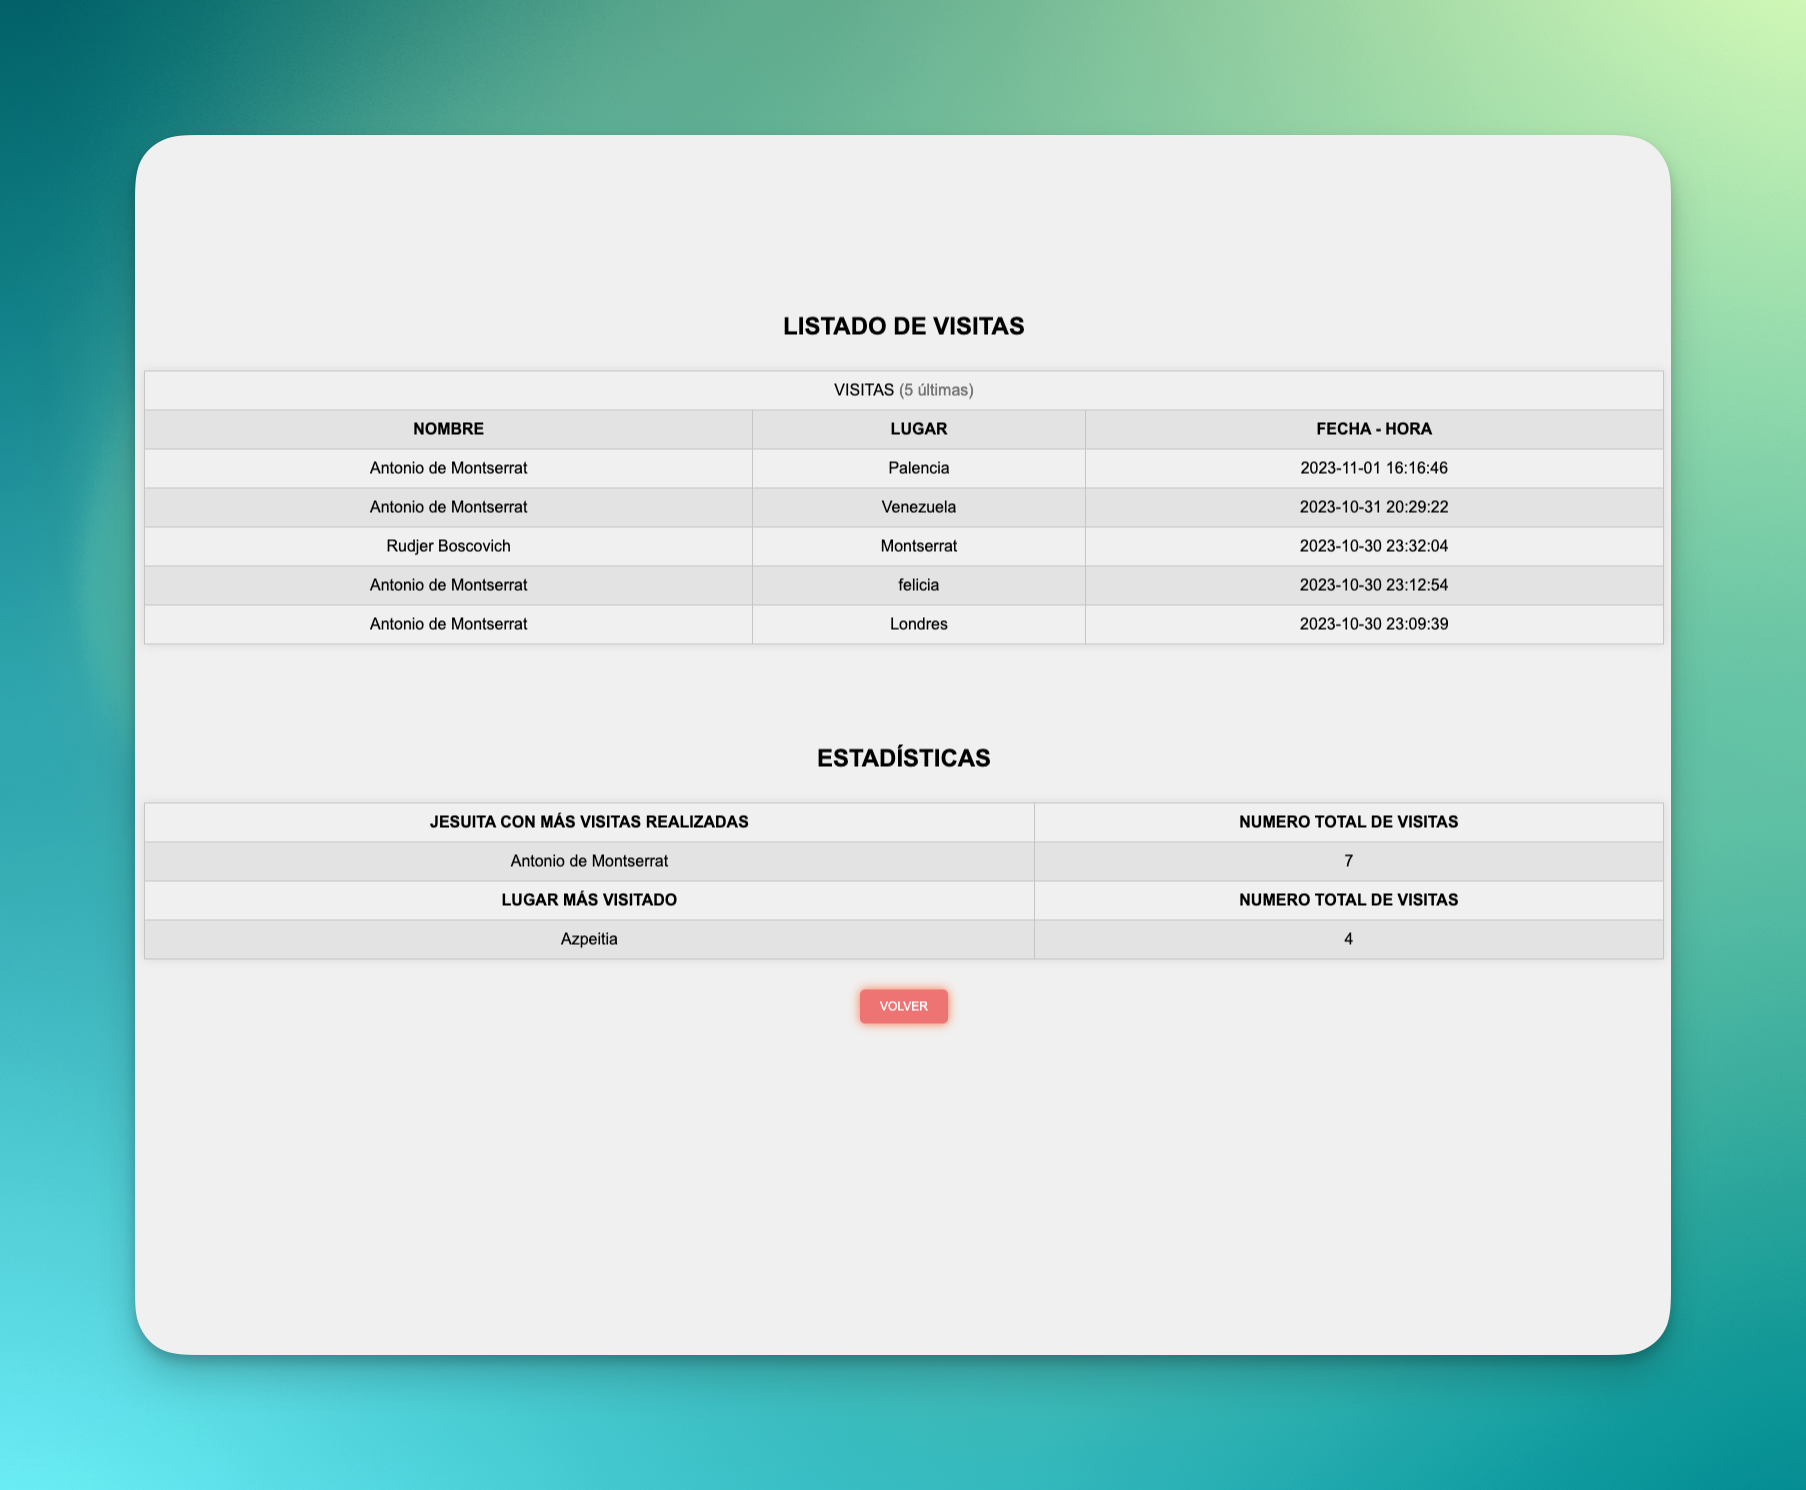 LISTADO DE VISITAS
VISITAS (5 últimas)
NOMBRE LUGAR FECHA - HORA
Antonio de Montserrat Palencia 2023-11-01 16:16:46
Antonio de Montserrat Venezuela 2023-10-31 20:29:22
Rudjer Boscovich Montserrat 2023-10-30 23:32:04
Antonio de Montserrat felicia 2023-10-30 23:12:54
Antonio de Montserrat Londres 2023-10-30 23:09:39
ESTADÍSTICAS
JESUITA CON MÁS VISITAS REALIZADAS NUMERO TOTAL DE VISITAS
Antonio de Montserrat 7
LUGAR MÁS VISITADO NUMERO TOTAL DE VISITAS
Azpeitia 4
VOLVER